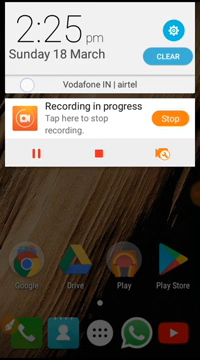 2:25 pm
Sunday 18 March
CLEAR
Vodafone IN | airtel
Recording in progress
Tap here to stop
recording.
Stop
Google
Drive
Play
Play Store